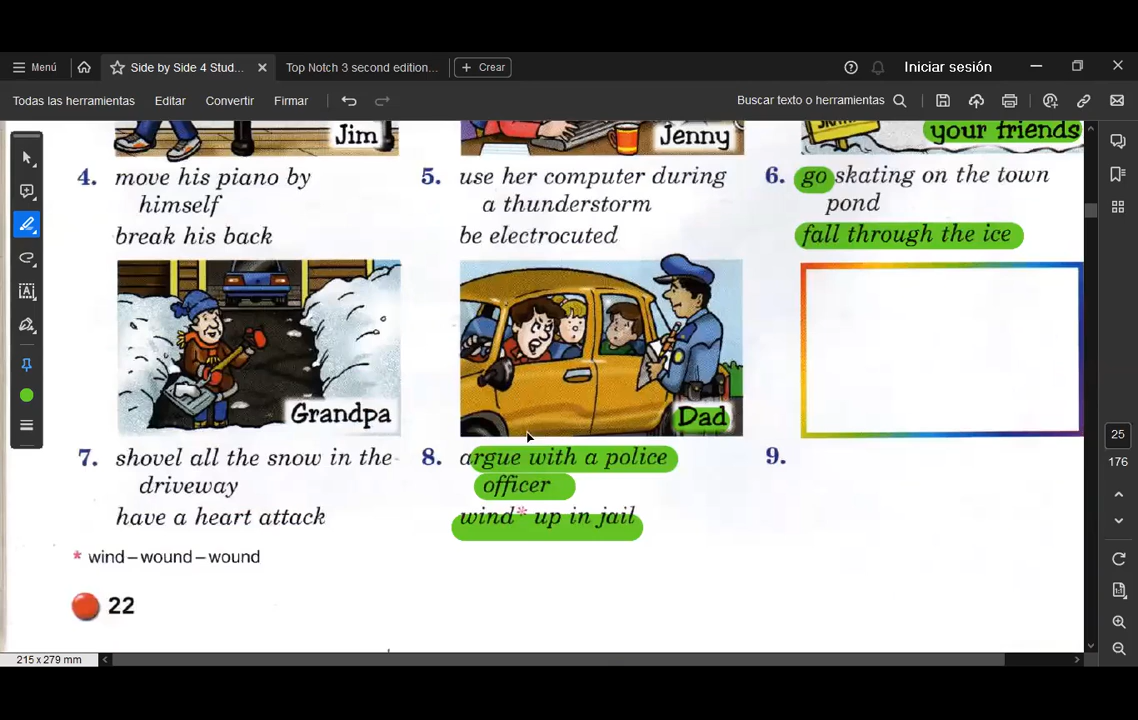 Menú
Side by Side 4 Stud...
Top Notch 3 second edition...
Crear
Iniciar sesión
Todas las herramientas
Editar
Convertir
Firmar
Buscar texto o herramientas
Jim
Jenny
your friends
4. move his piano by
himself
break his back
5. use her computer during
a thunderstorm
be electrocuted
6. go skating on the town
pond
fall through the ice
Grandpa
Dad
7. shovel all the snow in the
driveway
have a heart attack
8. argue with a police
officer
wind* up in jail
9.
* wind – wound – wound
22
25
176
215 x 279 mm